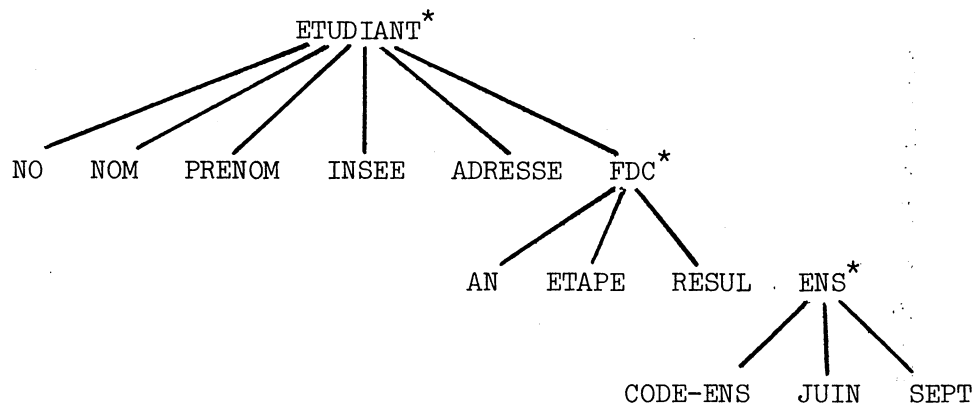 ETUDIANT*
NO NOM PRENOM INSEE ADRESSE FDC*
AN ETAPE RESUL ENS*
CODE-ENS JUIN SEPT